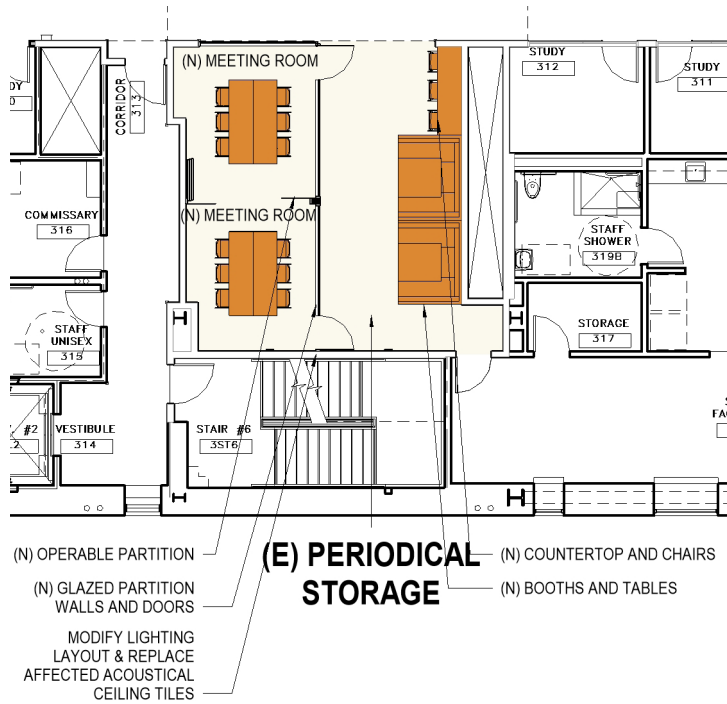 (N) MEETING ROOM
STUDY
312
STUDY
311
CORRIDOR
313
COMMISSARY
316
(N) MEETING ROOM
STAFF
SHOWER
319B
STAFF
UNISEX
315
STORAGE
317
#2
VESTIBULE
314
STAIR #6
3ST6
(N) OPERABLE PARTITION
(E) PERIODICAL
STORAGE
(N) COUNTERTOP AND CHAIRS
(N) GLAZED PARTITION
WALLS AND DOORS
(N) BOOTHS AND TABLES
MODIFY LIGHTING
LAYOUT & REPLACE
AFFECTED ACOUSTICAL
CEILING TILES